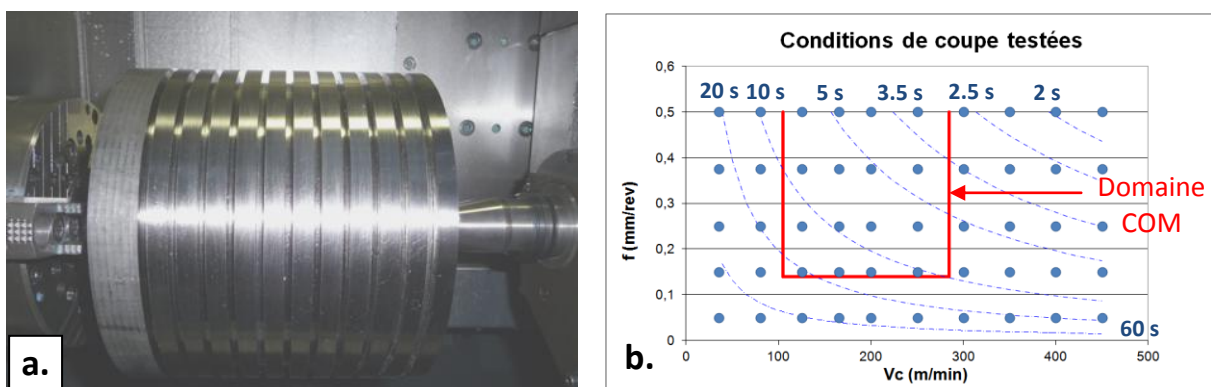 a.
Conditions de coupe testées
0,6
0,5
0,4
0,3
0,2
0,1
0
f (mm/rev)
20 s 10 s 5 s 3.5 s 2.5 s 2 s
Domaine
COM
60 s
0 100 200 300 400 500
Vc (m/min)
b.